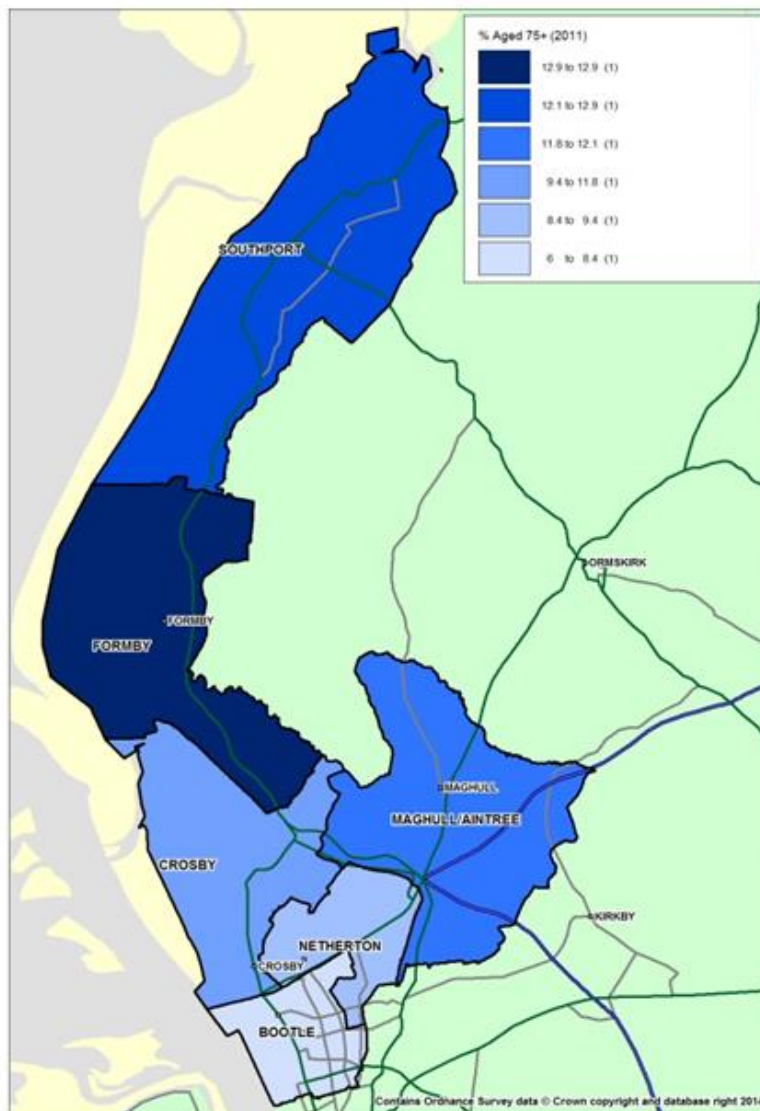 % Aged 75+ (2011)
12.9 to 12.9 (1)
12.1 to 12.9 (1)
11.8 to 12.1 (1)
9.4 to 11.8 (1)
8.4 to 9.4 (1)
6 to 8.4 (1)
SOUTHPORT
ORMSKIRK
FORMBY
FORMBY
MAGHULL
MAGHULL/AINTREE
CROSBY
KIRKBY
NETHERTON
CROSBY
BOOTLE
Contains Ordnance Survey data © Crown copyright and database right 2014